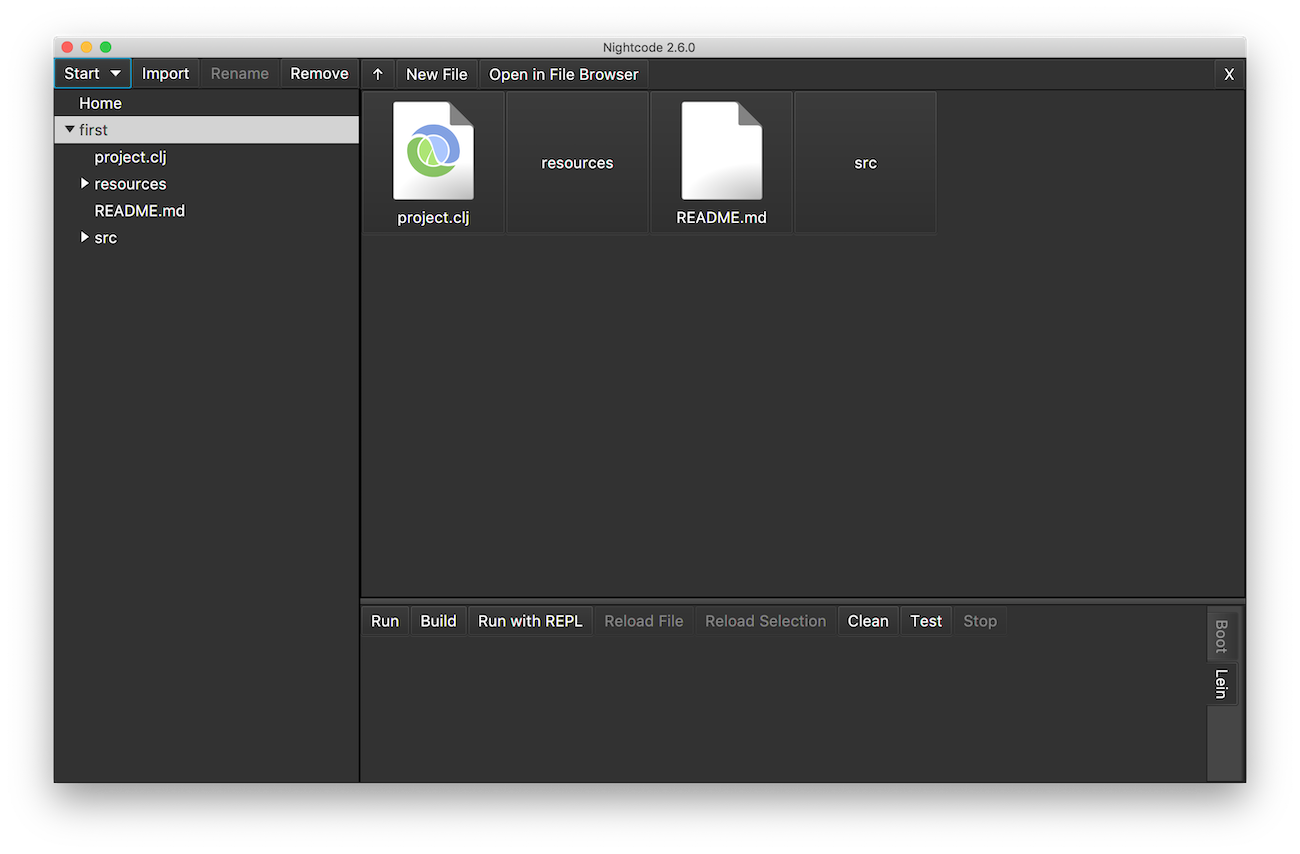 Nightcode 2.6.0
Start Import Rename Remove
↑ New File Open in File Browser X
Home
first
project.clj
resources
README.md
src
project.clj
resources
README.md
src
Run Build Run with REPL Reload File Reload Selection Clean Test Stop
Boot
Lein